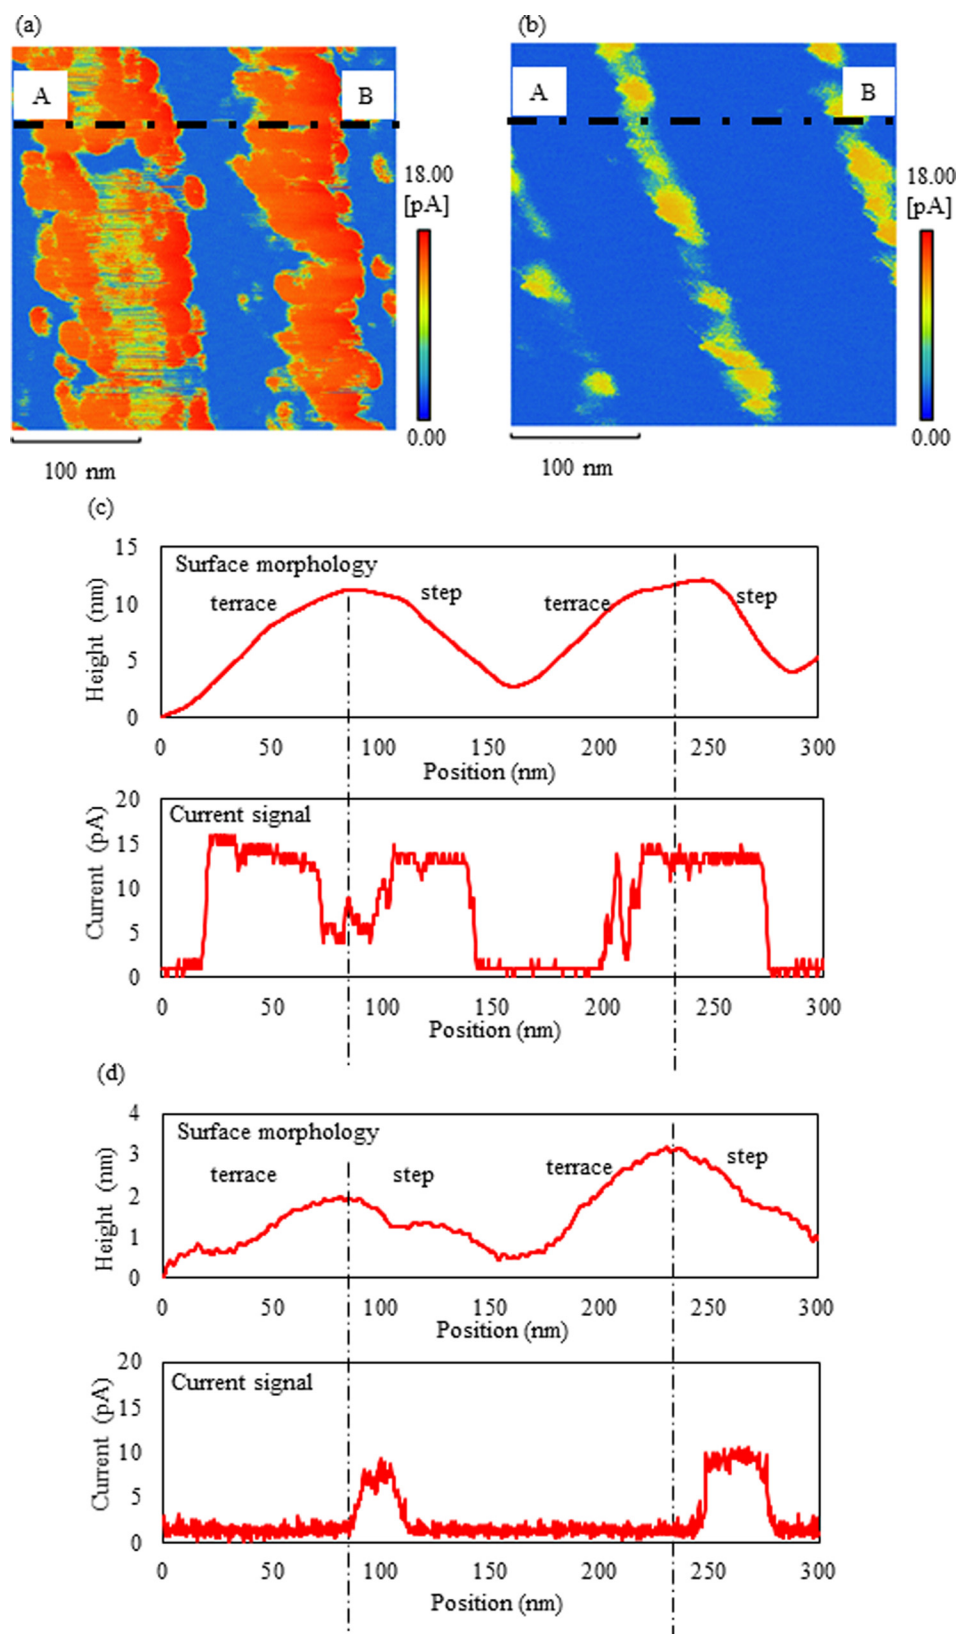 (a)
(b)
A
B
A
B
18.00
[pA]
0.00
18.00
[pA]
0.00
100 nm
100 nm
(c)
Surface morphology
terrace
step
terrace
step
Height (nm)
15
10
5
0
0 50 100 150 200 250 300
Position (nm)
Current signal
Current (pA)
20
15
10
5
0
0 50 100 150 200 250 300
Position (nm)
(d)
Surface morphology
terrace
step
terrace
step
Height (nm)
4
3
2
1
0
0 50 100 150 200 250 300
Position (nm)
Current signal
Current (pA)
20
15
10
5
0
0 50 100 150 200 250 300
Position (nm)